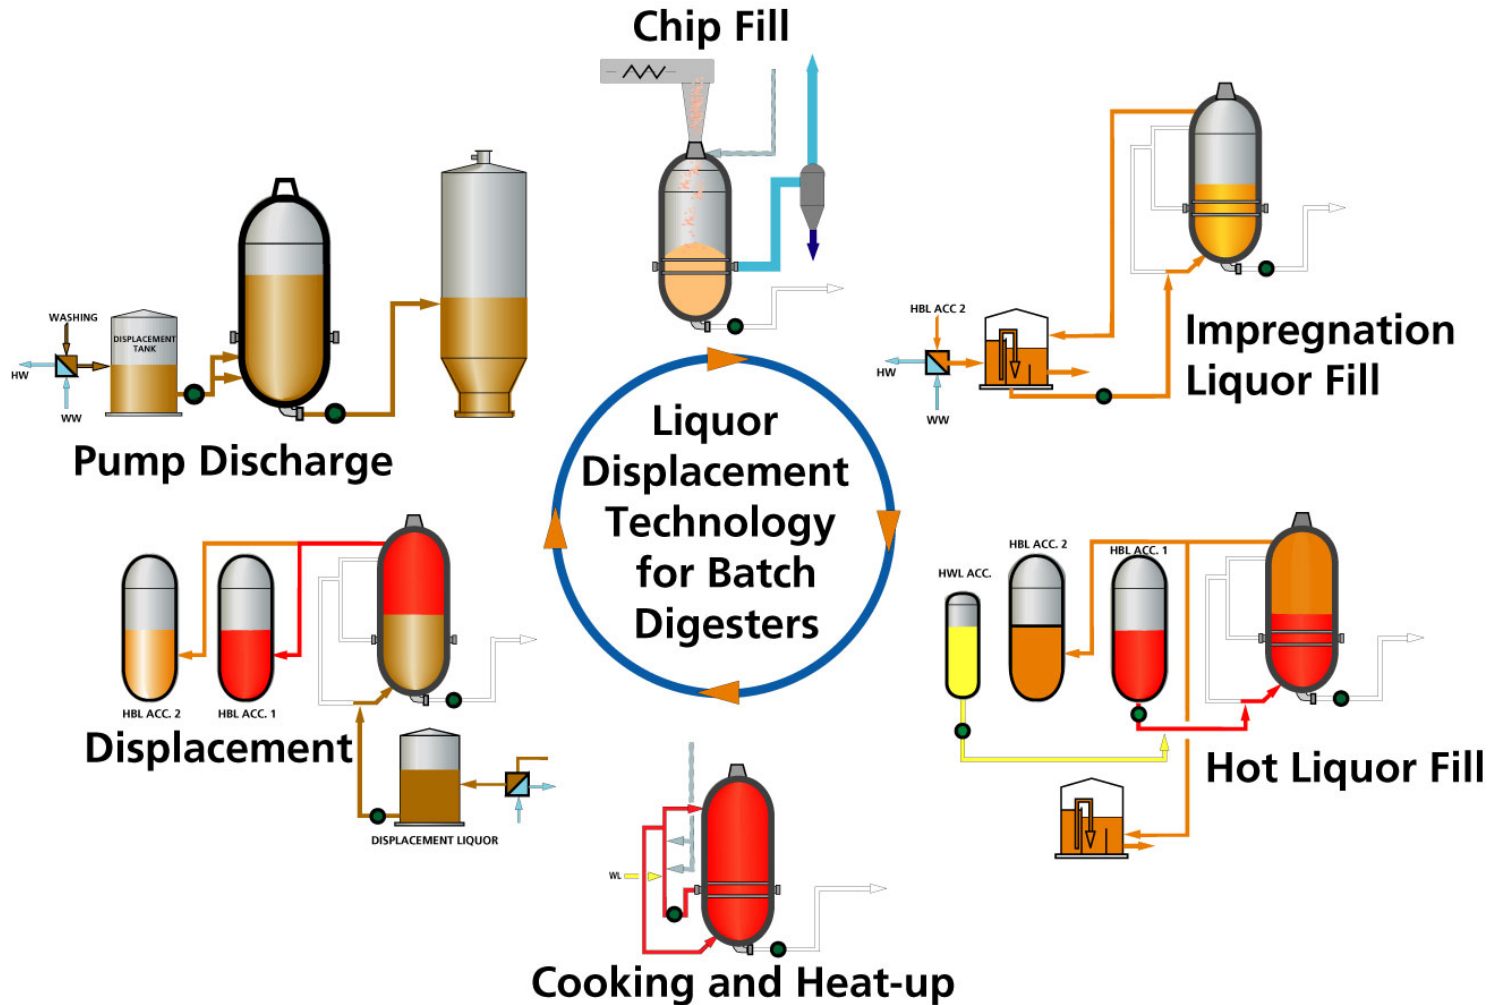 Chip Fill
HBL ACC 2
HW
WW
Impregnation
Liquor Fill
WASHING
DISPLACEMENT
TANK
HW
WW
Pump Discharge
Liquor
Displacement
Technology
for Batch
Digesters
HWL ACC.
HBL ACC. 2
HBL ACC. 1
Hot Liquor Fill
HBL ACC. 2
HBL ACC. 1
Displacement
DISPLACEMENT LIQUOR
WL
Cooking and Heat-up